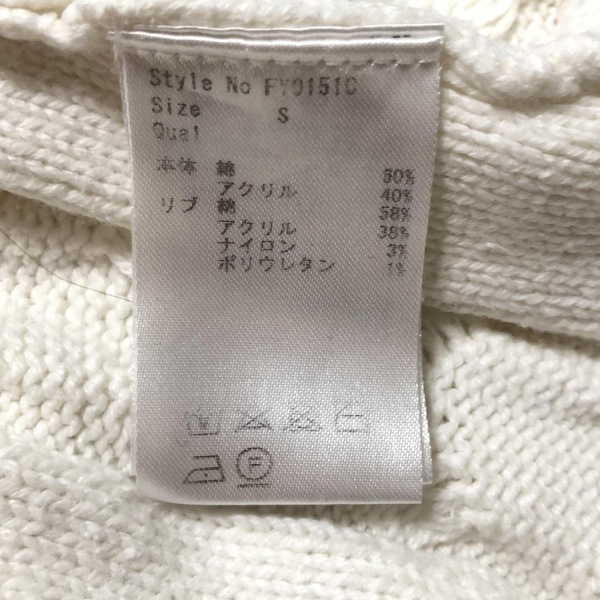 Style No FY0151C
Size S
Qual
本体 綿 60%
アクリル 40%
リブ 綿 58%
アクリル 38%
ナイロン 3%
ポリウレタン 1%
F